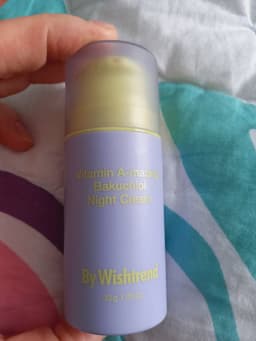 Vitamin A-mazing
Bakuchiol
Night Cream
By Wishtrend